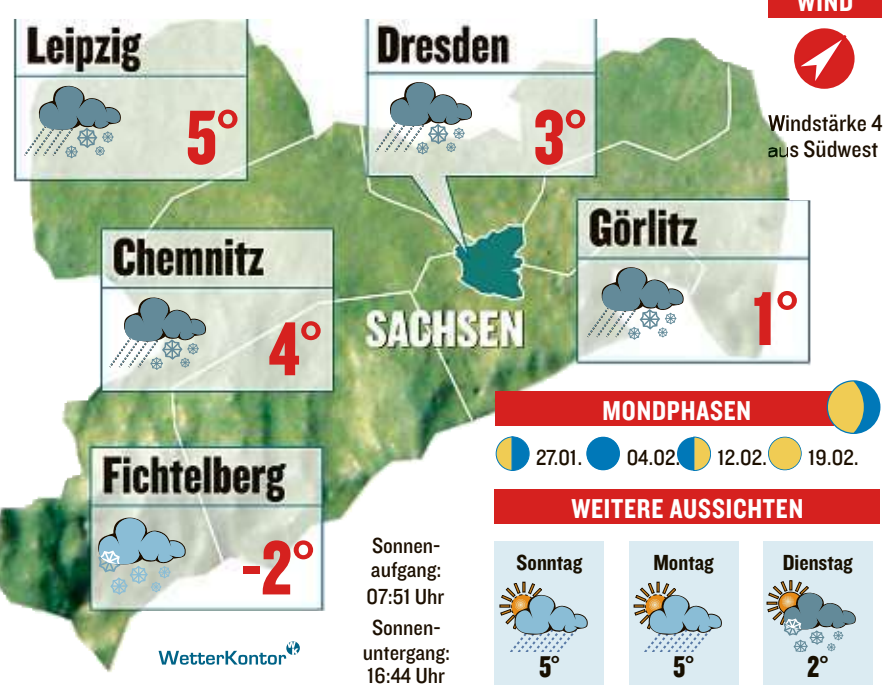 WIND
Windstärke 4
aus Südwest
Leipzig
5°
Dresden
3°
Görlitz
1°
Chemnitz
4°
SACHSEN
Fichtelberg
-2°
MONDPHASEN
27.01. 04.02. 12.02. 19.02.
WEITERE AUSSICHTEN
Sonnen-
aufgang:
07:51 Uhr
Sonnen-
untergang:
16:44 Uhr
Sonntag
5°
Montag
5°
Dienstag
2°
WetterKontor